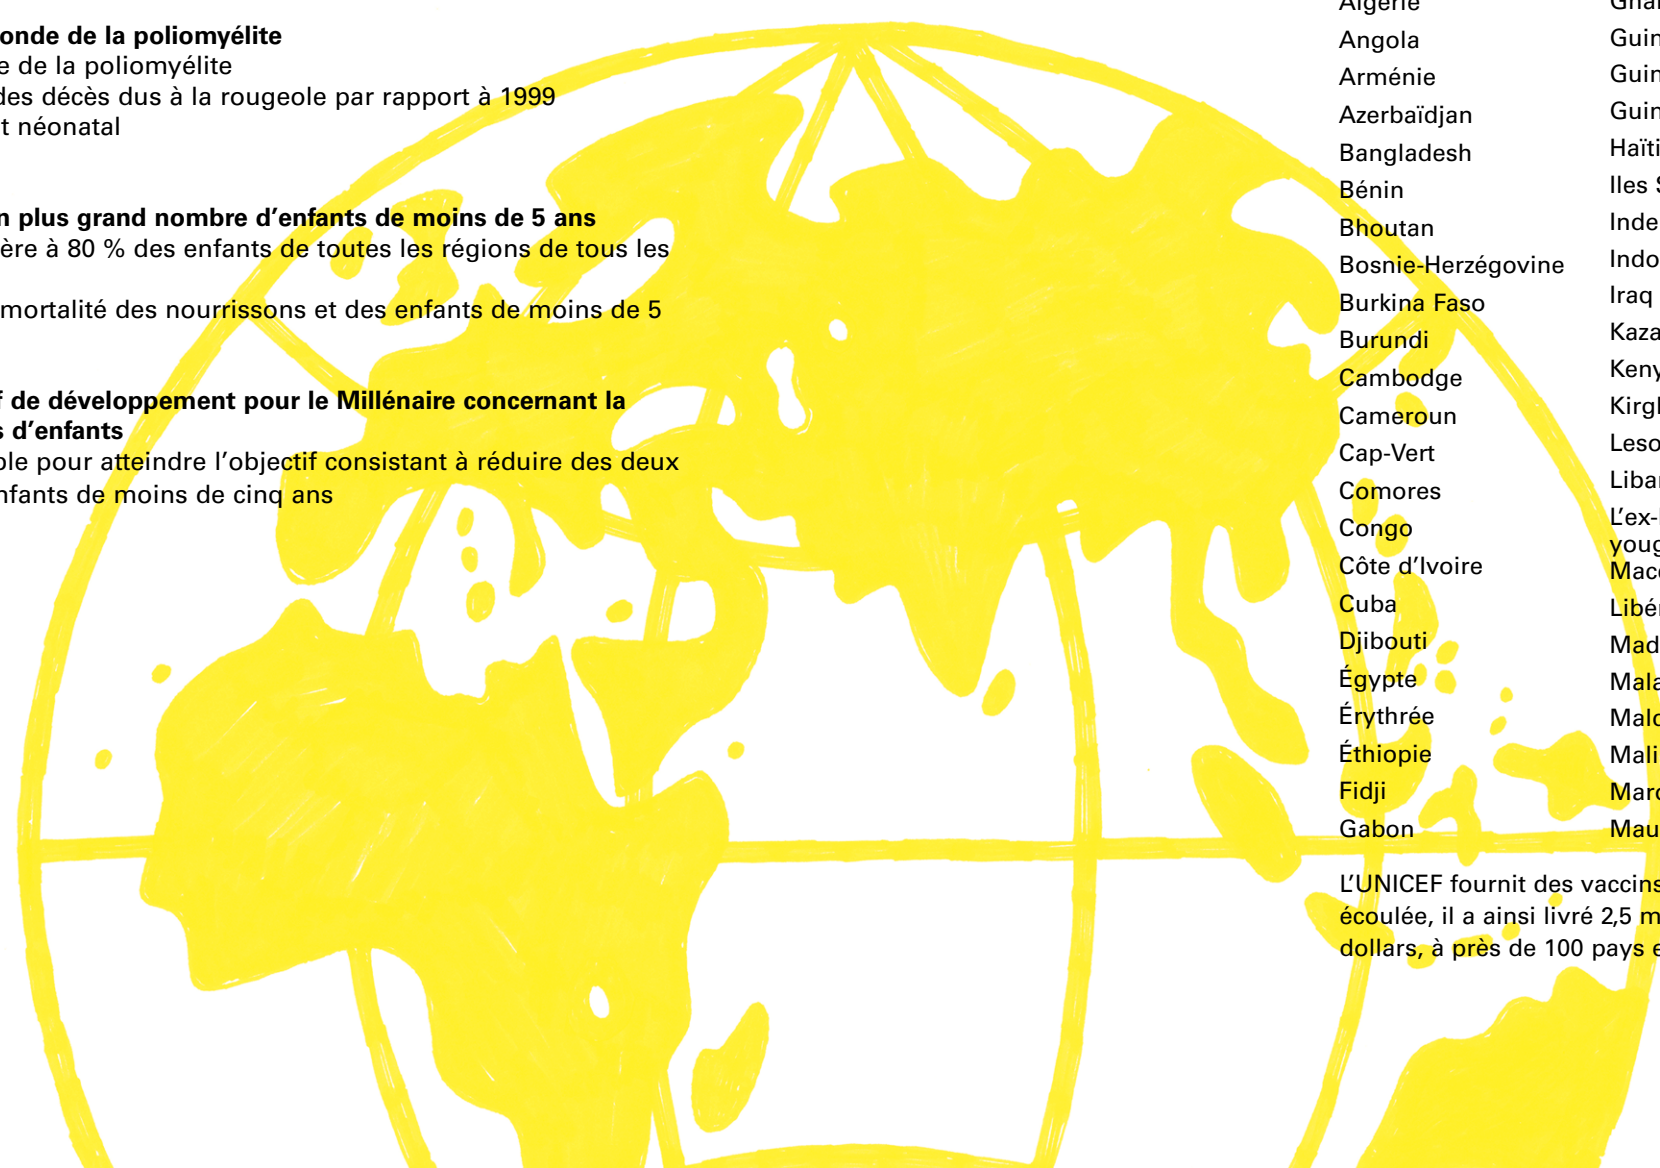 onde de la poliomyélite
e de la poliomyélite
des décès dus à la rougeole par rapport à 1999
t néonatal
n plus grand nombre d’enfants de moins de 5 ans
ère à 80 % des enfants de toutes les régions de tous les
mortalité des nourrissons et des enfants de moins de 5
f de développement pour le Millénaire concernant la
s d’enfants
ble pour atteindre l’objectif consistant à réduire des deux
nfants de moins de cinq ans
Algérie
Angola
Arménie
Azerbaïdjan
Bangladesh
Bénin
Bhoutan
Bosnie-Herzégovine
Burkina Faso
Burundi
Cambodge
Cameroun
Cap-Vert
Comores
Congo
Côte d’Ivoire
Cuba
Djibouti
Égypte
Érythrée
Éthiopie
Fidji
Gabon
Guin
Guin
Guin
Haïti
Iles S
Inde
Indo
Iraq
Kaza
Keny
Kirgh
Leso
Liban
L’ex-
youg
Macé
Libér
Mad
Mala
Mald
Mali
Maro
Mau
L’UNICEF fournit des vaccins
écoulée, il a ainsi livré 2,5 m
dollars, à près de 100 pays e